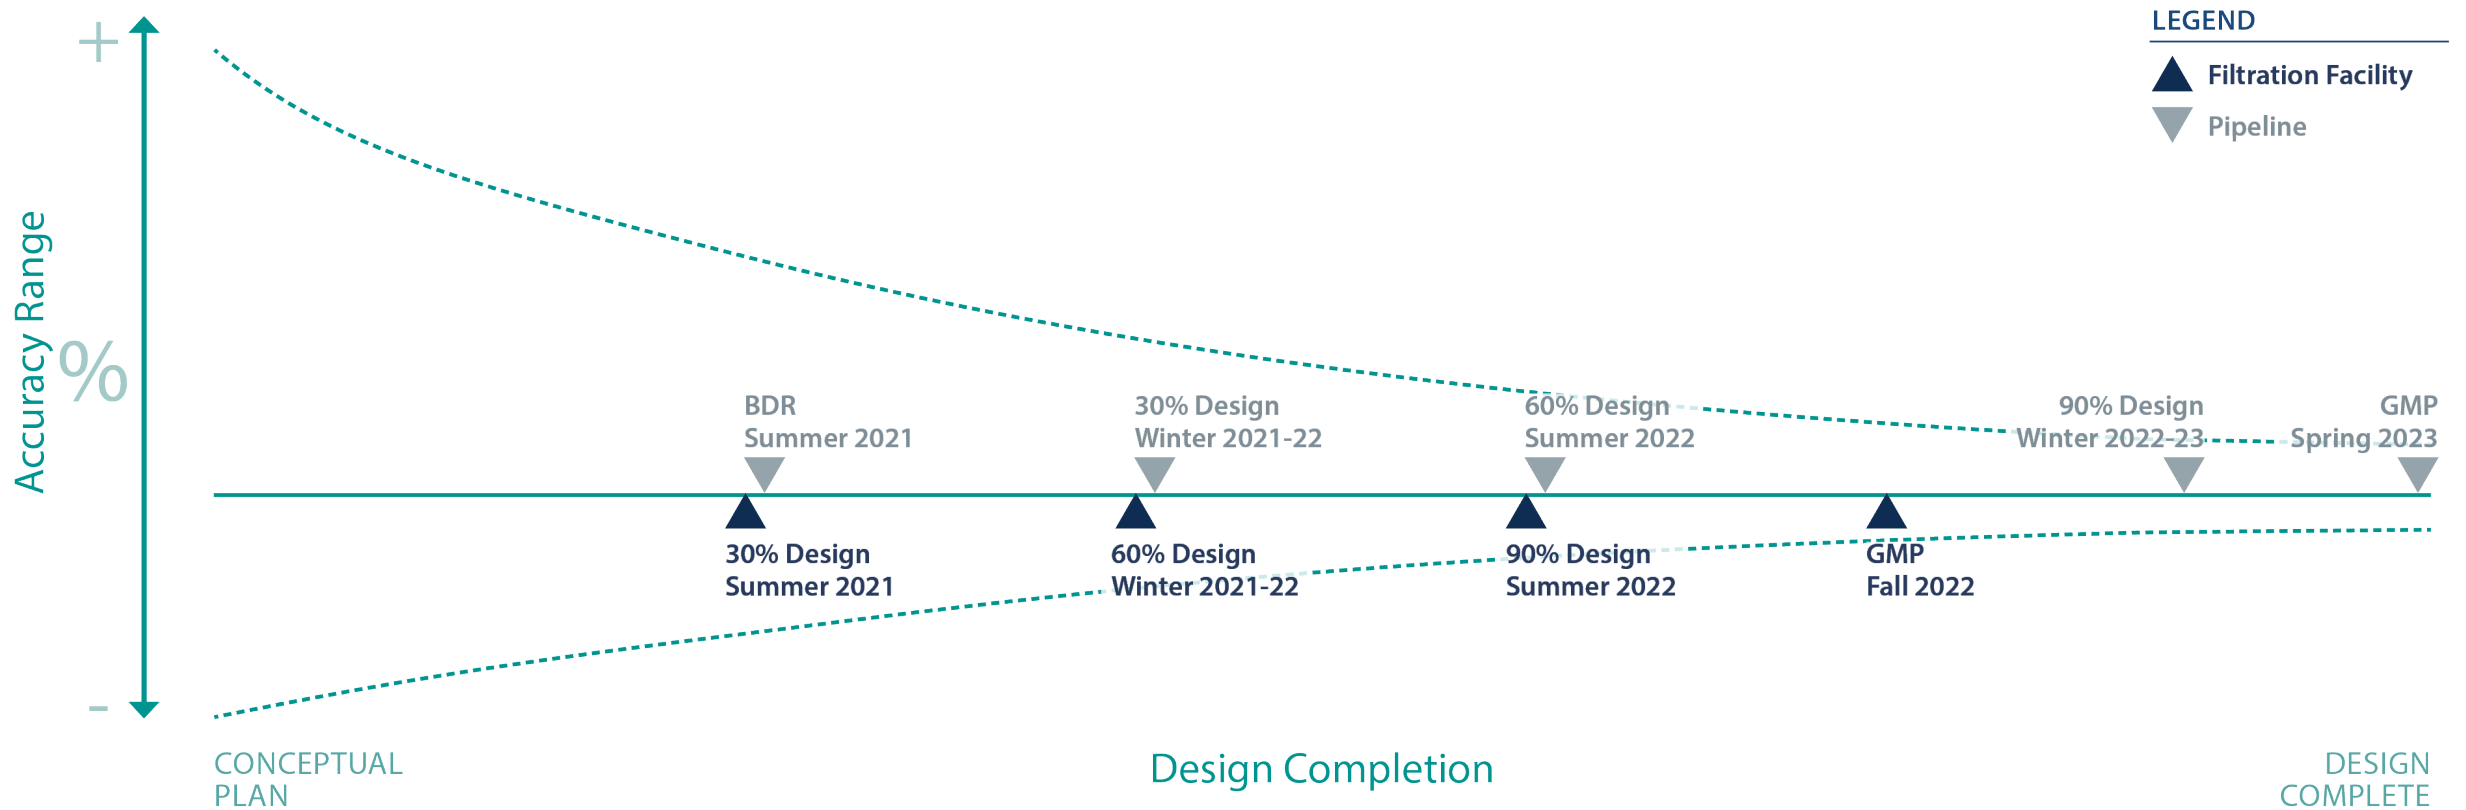 LEGEND
Filtration Facility
Pipeline
+
Accuracy Range
%
-
BDR
Summer 2021
30% Design
Winter 2021-22
60% Design
Summer 2022
90% Design
Winter 2022-23
GMP
Spring 2023
30% Design
Summer 2021
60% Design
Winter 2021-22
90% Design
Summer 2022
GMP
Fall 2022
CONCEPTUAL
PLAN
Design Completion
DESIGN
COMPLETE